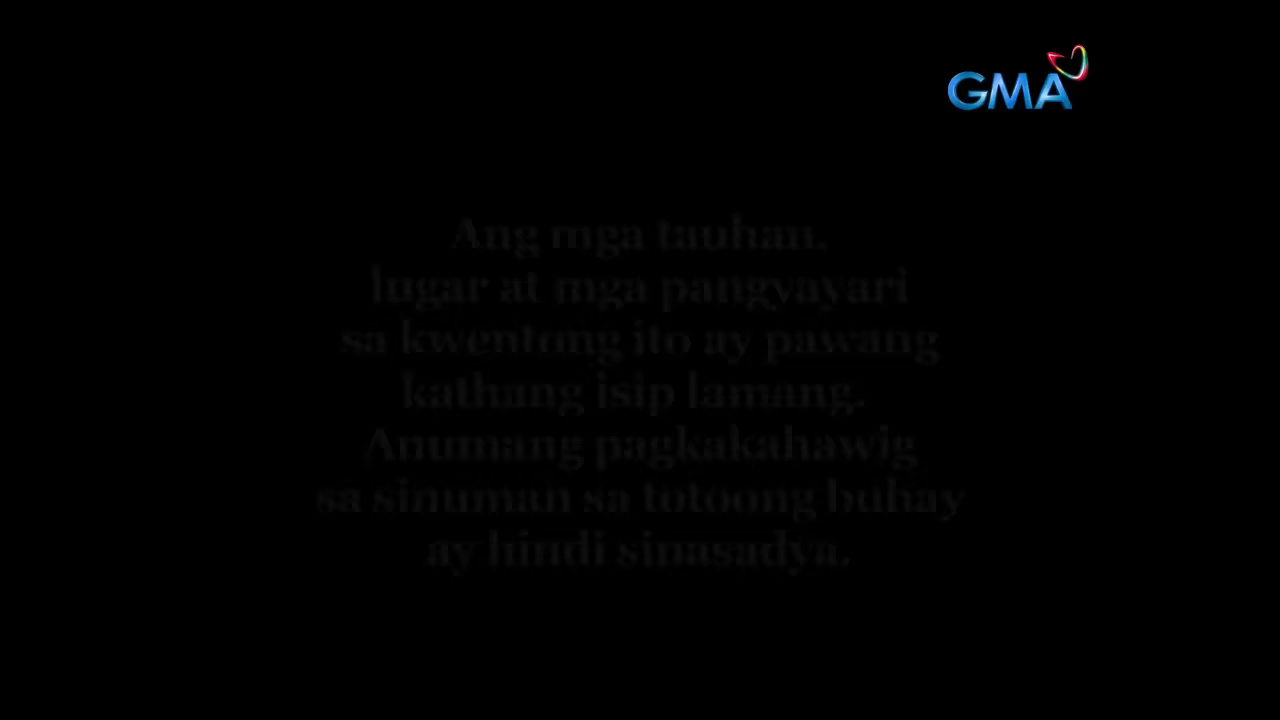 GMA
Ang mga tauhan,
lugar at mga pangyayari
sa kwentong ito ay pawang
kathang isip lamang.
Anumang pagkakahawig
sa sinuman sa totoong buhay
ay hindi sinasadya.